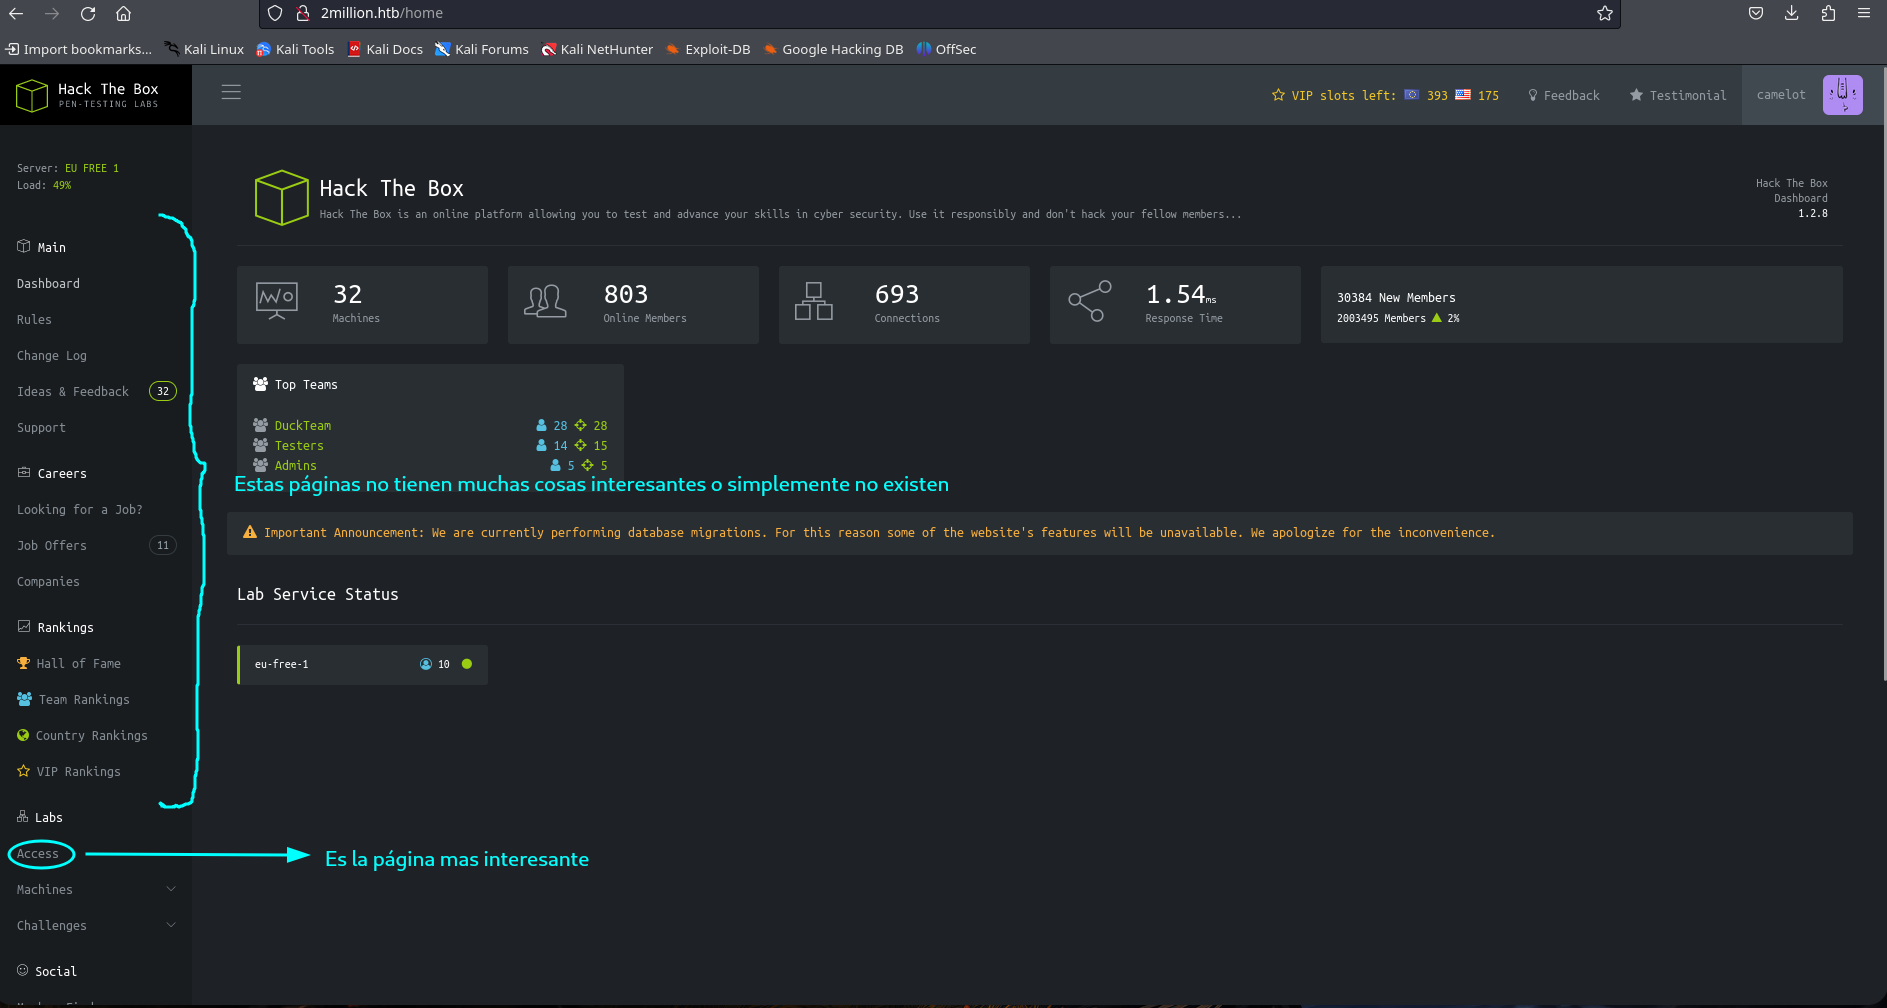 2million.htb/home
Import bookmarks...
Kali Linux
Kali Tools
Kali Docs
Kali Forums
Kali NetHunter
Exploit-DB
Google Hacking DB
OffSec
Hack The Box
PEN-TESTING LABS
VIP slots left: 393 175
Feedback
Testimonial
camelot
Server: EU FREE 1
Load: 49%
Main
Dashboard
Rules
Change Log
Ideas & Feedback 32
Support
Careers
Looking for a Job?
Job Offers 11
Companies
Rankings
Hall of Fame
Team Rankings
Country Rankings
VIP Rankings
Labs
Access
Machines
Challenges
Social
Hack The Box
Hack The Box is an online platform allowing you to test and advance your skills in cyber security. Use it responsibly and don't hack your fellow members...
Hack The Box
Dashboard
1.2.8
32
Machines
803
Online Members
693
Connections
1.54ms
Response Time
30384 New Members
2003495 Members 2%
Top Teams
DuckTeam 28 28
Testers 14 15
Admins 5 5
Estas páginas no tienen muchas cosas interesantes o simplemente no existen
Important Announcement: We are currently performing database migrations. For this reason some of the website's features will be unavailable. We apologize for the inconvenience.
Lab Service Status
eu-free-1 10
Es la página mas interesante